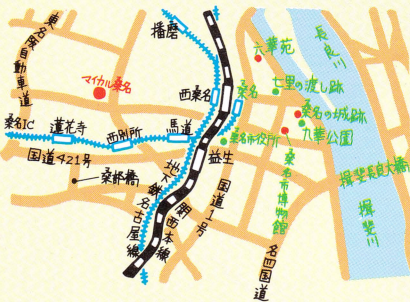 東名阪自動車道
播磨
六華苑
長良川
マイカル桑名
西桑名
桑名
七里の渡し跡
桑名の城跡
九華公園
桑名IC
蓮花寺
西別所
馬道
桑名市役所
益生
国道421号
桑部橋
地下鉄名古屋線
関西本線
国道1号
桑名市博物館
揖斐長良大橋
揖斐川
名四国道